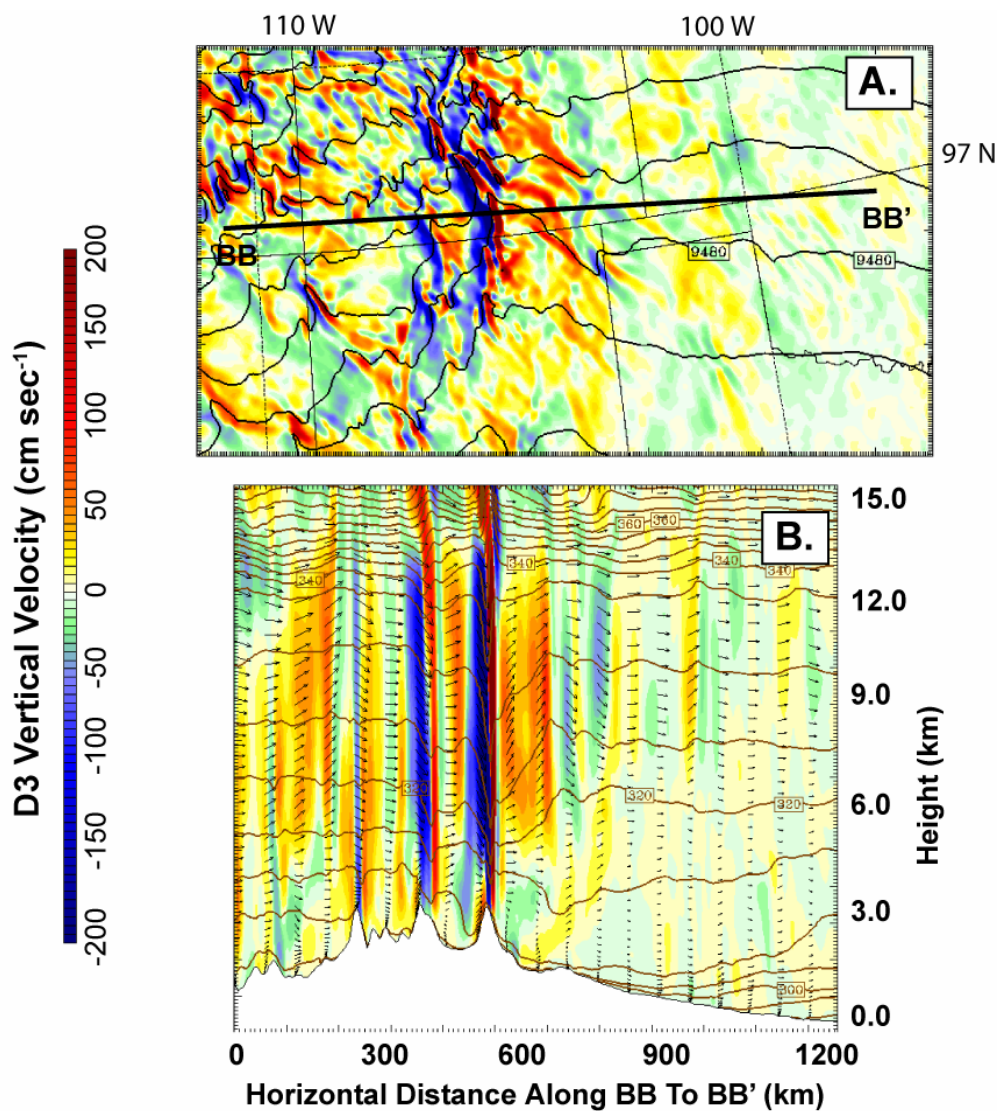 110 W 100 W
A.
97 N
BB BB’
9480 9480
D3 Vertical Velocity (cm sec⁻¹)
200
150
100
50
0
-50
-100
-150
-200
B.
360 360
340 340 340 340
320 320 320
300
15.0
12.0
9.0
6.0
3.0
0.0
Height (km)
0 300 600 900 1200
Horizontal Distance Along BB To BB’ (km)